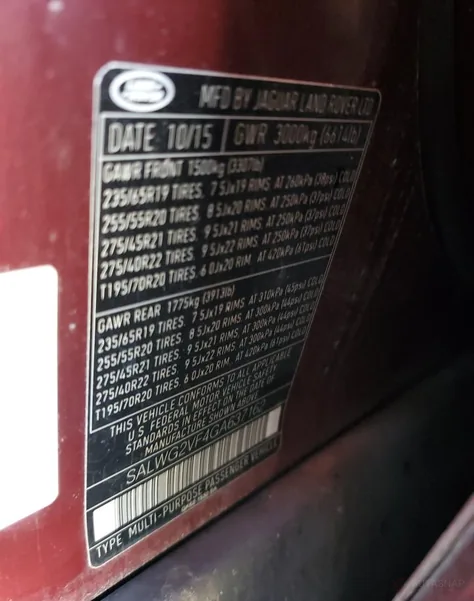 MFD BY JAGUAR LAND ROVER LTD
DATE 10/15 GWR 3000kg (6614lb)
GAWR FRONT 1500kg (3307lb)
235/65R19 TIRES 7.5Jx19 RIMS AT 260kPa (38psi) COLD
255/55R20 TIRES 8.5Jx20 RIMS AT 250kPa (37psi) COLD
275/45R21 TIRES 9.5Jx21 RIMS AT 250kPa (37psi) COLD
275/40R22 TIRES 9.5Jx22 RIMS AT 250kPa (37psi) COLD
T195/70R20 TIRES 6.0Jx20 RIM AT 420kPa (61psi) COLD
GAWR REAR 1775kg (3913lb)
235/65R19 TIRES 7.5Jx19 RIMS AT 310kPa (45psi) COLD
255/55R20 TIRES 8.5Jx20 RIMS AT 300kPa (44psi) COLD
275/45R21 TIRES 9.5Jx21 RIMS AT 300kPa (44psi) COLD
275/40R22 TIRES 9.5Jx22 RIMS AT 300kPa (44psi) COLD
T195/70R20 TIRES 6.0Jx20 RIM AT 420kPa (61psi) COLD
THIS VEHICLE CONFORMS TO ALL APPLICABLE
U.S. FEDERAL MOTOR VEHICLE SAFETY
STANDARDS IN EFFECT ON THE DATE OF
MANUFACTURE SHOWN ABOVE
TYPE MULTI-PURPOSE PASSENGER VEHICLE